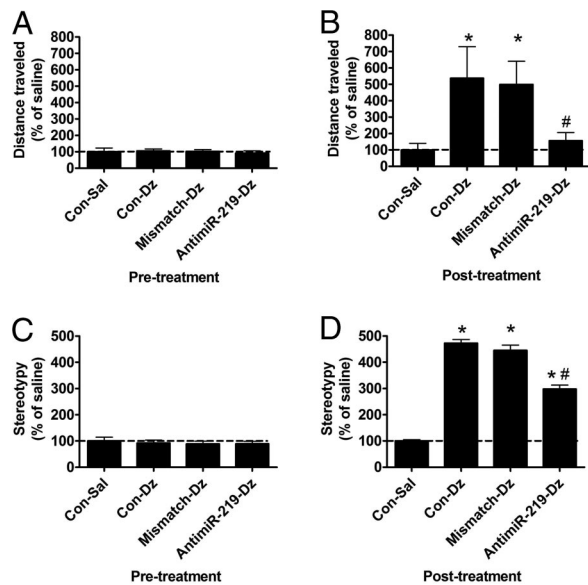 A
Distance traveled
(% of saline)
800
700
600
500
400
300
200
100
0
Con-Sal
Con-Dz
Mismatch-Dz
AntimiR-219-Dz
Pre-treatment
B
Distance traveled
(% of saline)
800
700
600
500
400
300
200
100
0
*
*
#
Con-Sal
Con-Dz
Mismatch-Dz
AntimiR-219-Dz
Post-treatment
C
Stereotypy
(% of saline)
500
400
300
200
100
0
Con-Sal
Con-Dz
Mismatch-Dz
AntimiR-219-Dz
Pre-treatment
D
Stereotypy
(% of saline)
500
400
300
200
100
0
*
*
* #
Con-Sal
Con-Dz
Mismatch-Dz
AntimiR-219-Dz
Post-treatment